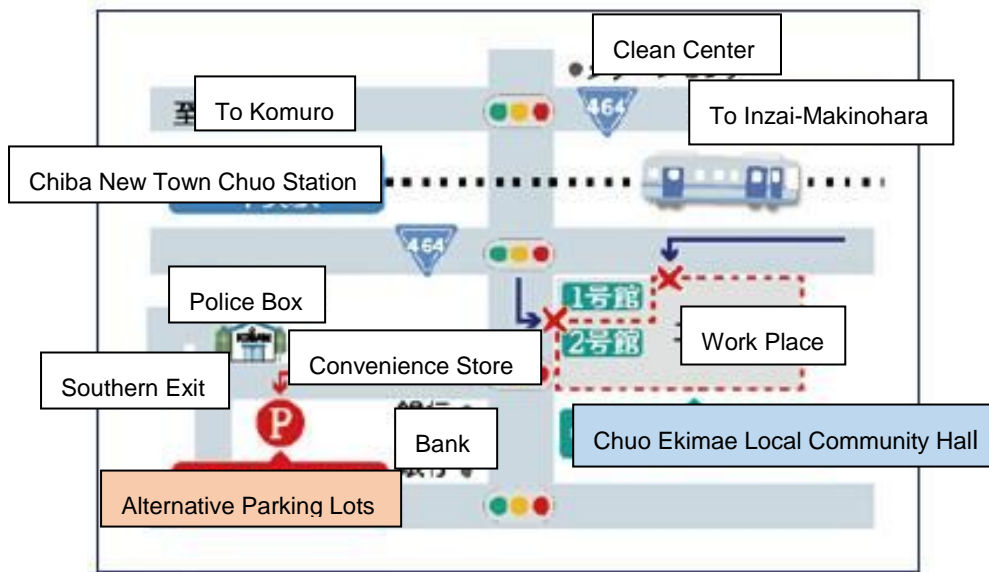 Clean Center
To Komuro
464
To Inzai-Makinohara
Chiba New Town Chuo Station
464
Police Box
1号館
2号館
Work Place
Convenience Store
Southern Exit
P
Bank
Chuo Ekimae Local Community Hall
Alternative Parking Lots